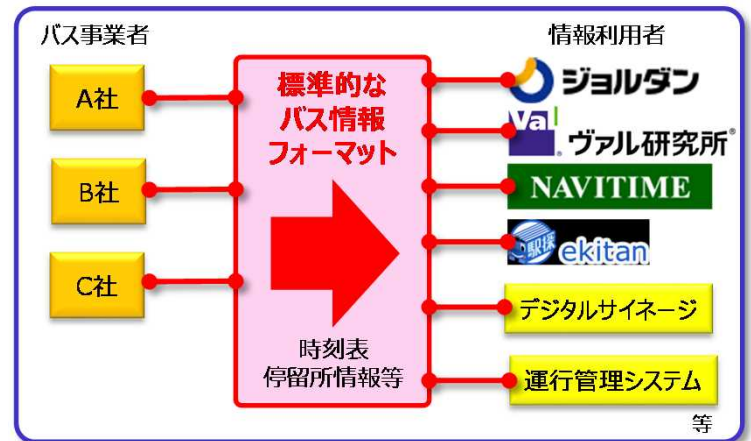 バス事業者
A社
B社
C社
標準的な
バス情報
フォーマット
時刻表
停留所情報等
情報利用者
ジョルダン
Val
ヴァル研究所®
NAVITIME
駅探 ekitan
デジタルサイネージ
運行管理システム
等